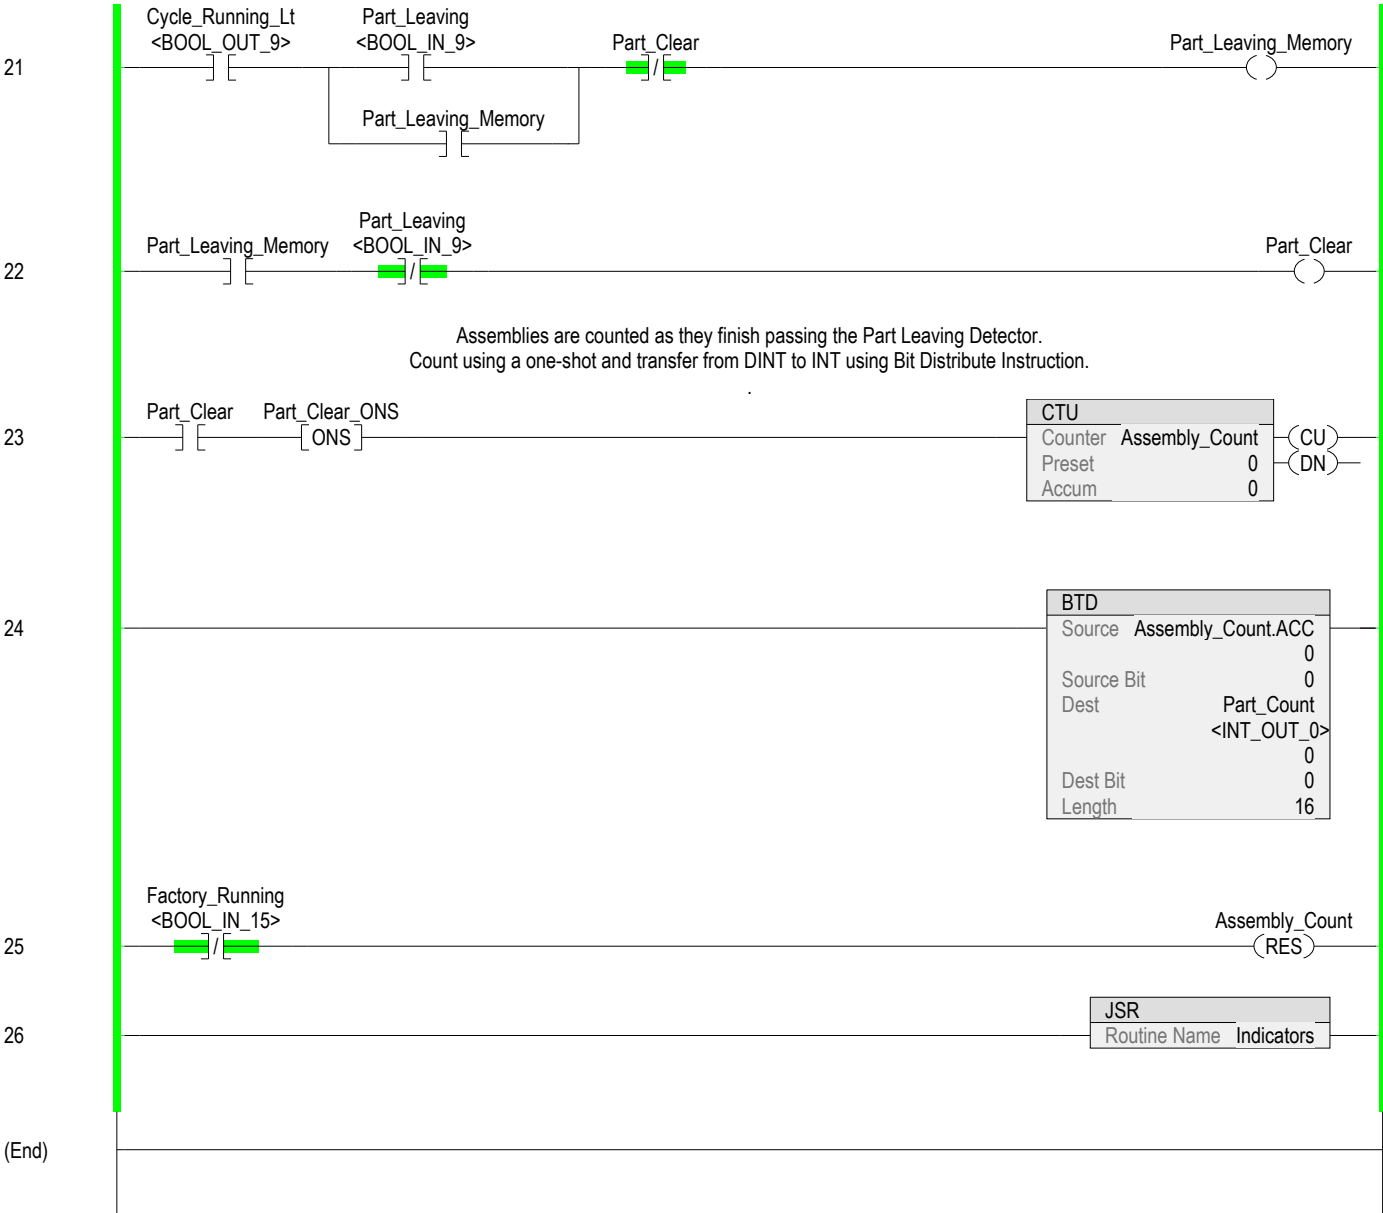 Cycle_Running_Lt Part_Leaving
<BOOL_OUT_9> <BOOL_IN_9> Part_Clear Part_Leaving_Memory
21 /
Part_Leaving_Memory
Part_Leaving
Part_Leaving_Memory <BOOL_IN_9> Part_Clear
22 /
Assemblies are counted as they finish passing the Part Leaving Detector.
Count using a one-shot and transfer from DINT to INT using Bit Distribute Instruction.
.
Part_Clear Part_Clear_ONS CTU
23 ONS Counter Assembly_Count CU
Preset 0 DN
Accum 0
BTD
24 Source Assembly_Count.ACC
0
Source Bit 0
Dest Part_Count
<INT_OUT_0>
0
Dest Bit 0
Length 16
Factory_Running
<BOOL_IN_15> Assembly_Count
25 / RES
JSR
26 Routine Name Indicators
(End)